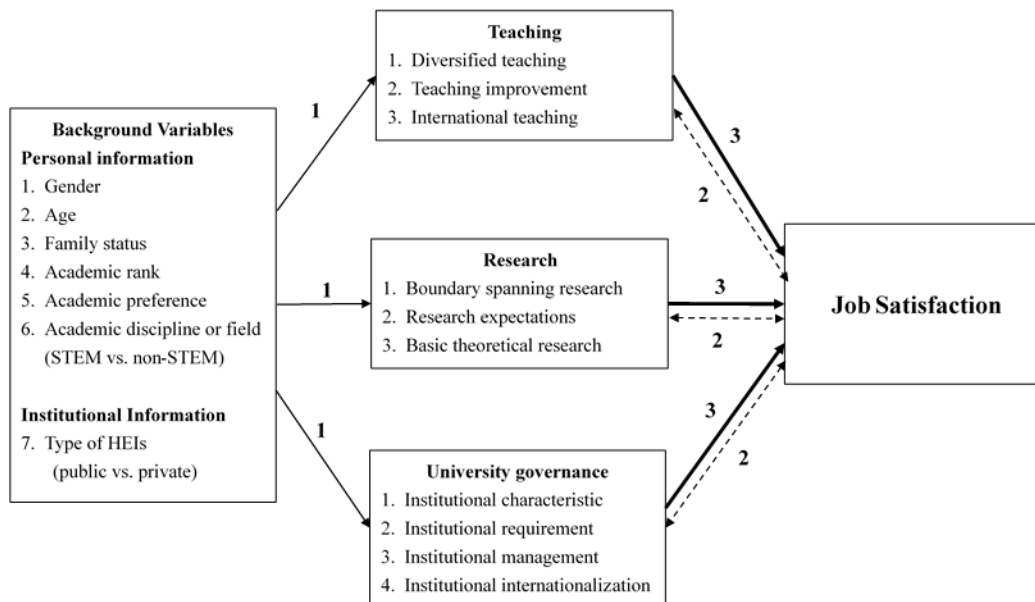 Background Variables
Personal information
1. Gender
2. Age
3. Family status
4. Academic rank
5. Academic preference
6. Academic discipline or field
(STEM vs. non-STEM)
Institutional Information
7. Type of HEIs
(public vs. private)
1
1
1
Teaching
1. Diversified teaching
2. Teaching improvement
3. International teaching
Research
1. Boundary spanning research
2. Research expectations
3. Basic theoretical research
University governance
1. Institutional characteristic
2. Institutional requirement
3. Institutional management
4. Institutional internationalization
3
2
3
2
3
2
Job Satisfaction